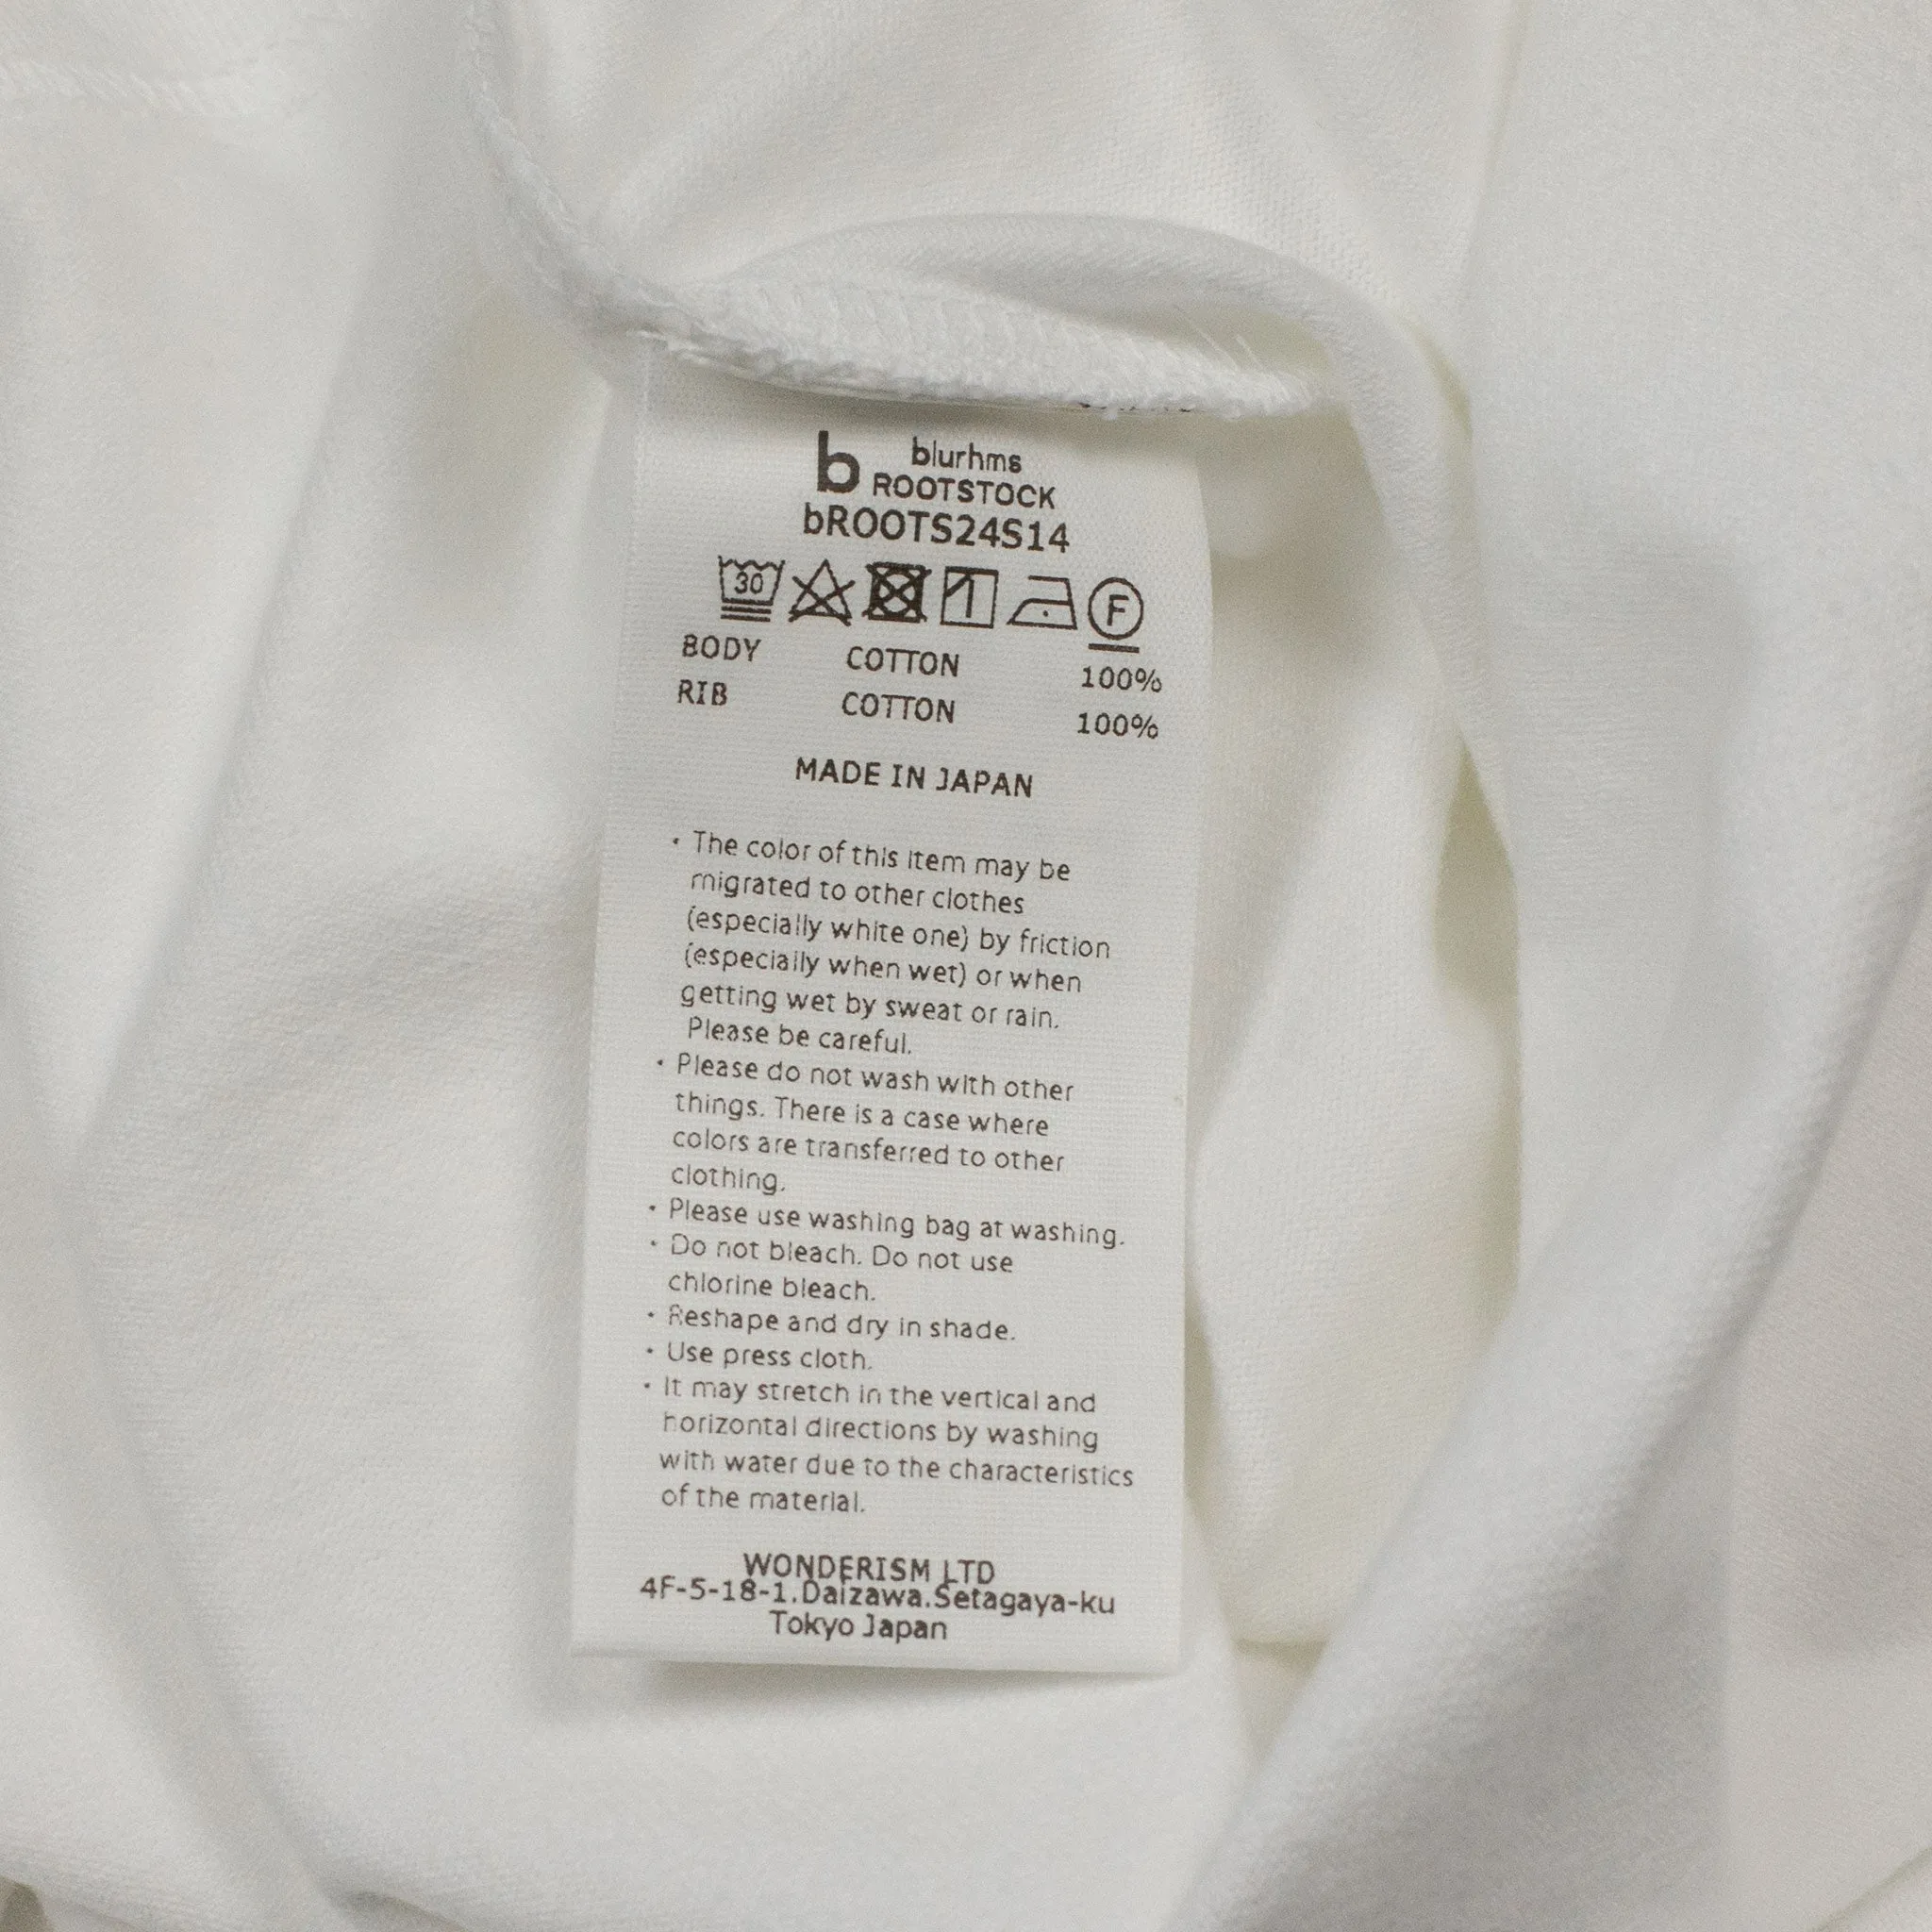 b blurhms
ROOTSTOCK
bROOTS24S14
30 F
BODY COTTON 100%
RIB COTTON 100%
MADE IN JAPAN
・The color of this item may be
migrated to other clothes
(especially white one) by friction
(especially when wet) or when
getting wet by sweat or rain.
Please be careful.
・Please do not wash with other
things. There is a case where
colors are transferred to other
clothing.
・Please use washing bag at washing.
・Do not bleach. Do not use
chlorine bleach.
・Reshape and dry in shade.
・Use press cloth.
・It may stretch in the vertical and
horizontal directions by washing
with water due to the characteristics
of the material.
WONDERISM LTD
4F-5-18-1.Daizawa.Setagaya-ku
Tokyo Japan